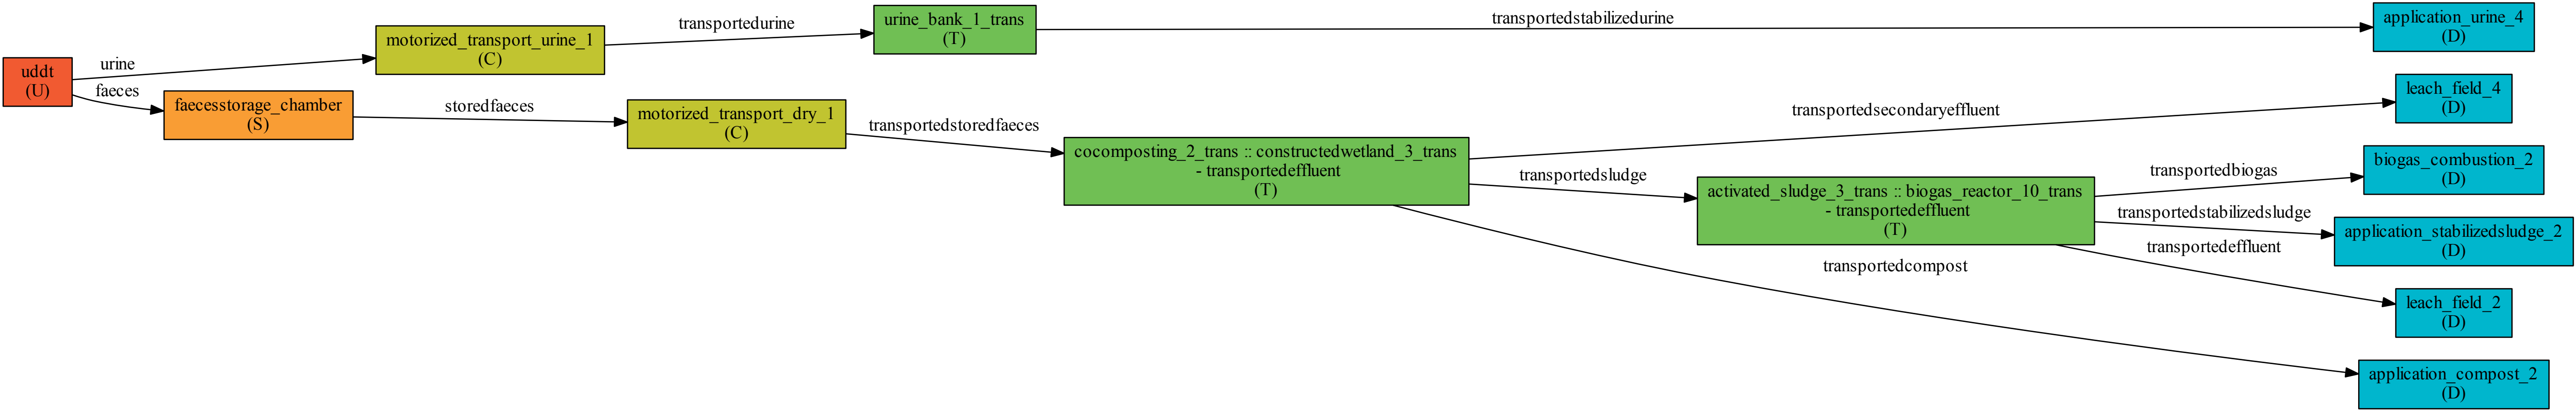 uddt
(U)
urine
faeces
motorized_transport_urine_1
(C)
faecesstorage_chamber
(S)
transportedurine
storedfaeces
urine_bank_1_trans
(T)
motorized_transport_dry_1
(C)
transportedstoredfaeces
transportedstabilizedurine
cocomposting_2_trans :: constructedwetland_3_trans
- transportedeffluent
(T)
transportedsecondaryeffluent
transportedsludge
transportedcompost
activated_sludge_3_trans :: biogas_reactor_10_trans
- transportedeffluent
(T)
transportedbiogas
transportedstabilizedsludge
transportedeffluent
application_urine_4
(D)
leach_field_4
(D)
biogas_combustion_2
(D)
application_stabilizedsludge_2
(D)
leach_field_2
(D)
application_compost_2
(D)